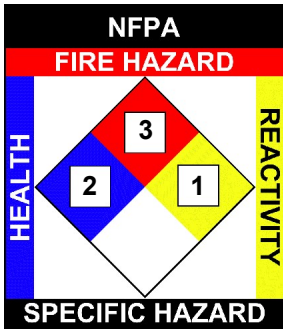 NFPA
FIRE HAZARD
HEALTH
3
2
1
REACTIVITY
SPECIFIC HAZARD